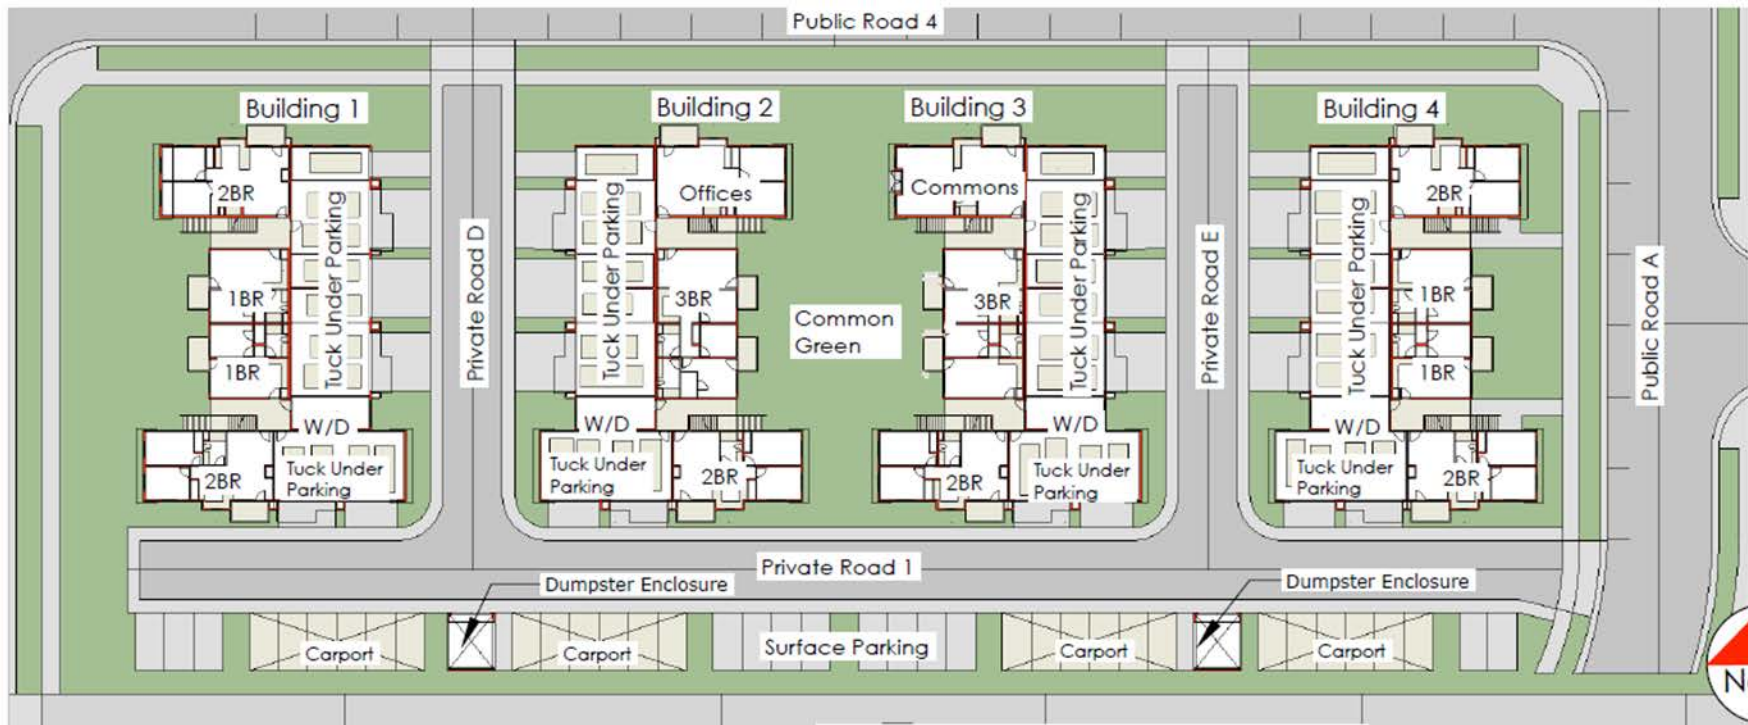 Public Road 4
Building 1
Building 2
Building 3
Building 4
2BR
Offices
Commons
2BR
Tuck Under Parking
Tuck Under Parking
Tuck Under Parking
Tuck Under Parking
Private Road D
Private Road E
Public Road A
1BR
3BR
3BR
1BR
Common
Green
1BR
1BR
W/D
W/D
W/D
W/D
2BR
Tuck Under
Parking
Tuck Under
Parking
2BR
2BR
Tuck Under
Parking
Tuck Under
Parking
2BR
Private Road 1
Dumpster Enclosure
Dumpster Enclosure
Carport
Carport
Surface Parking
Carport
Carport